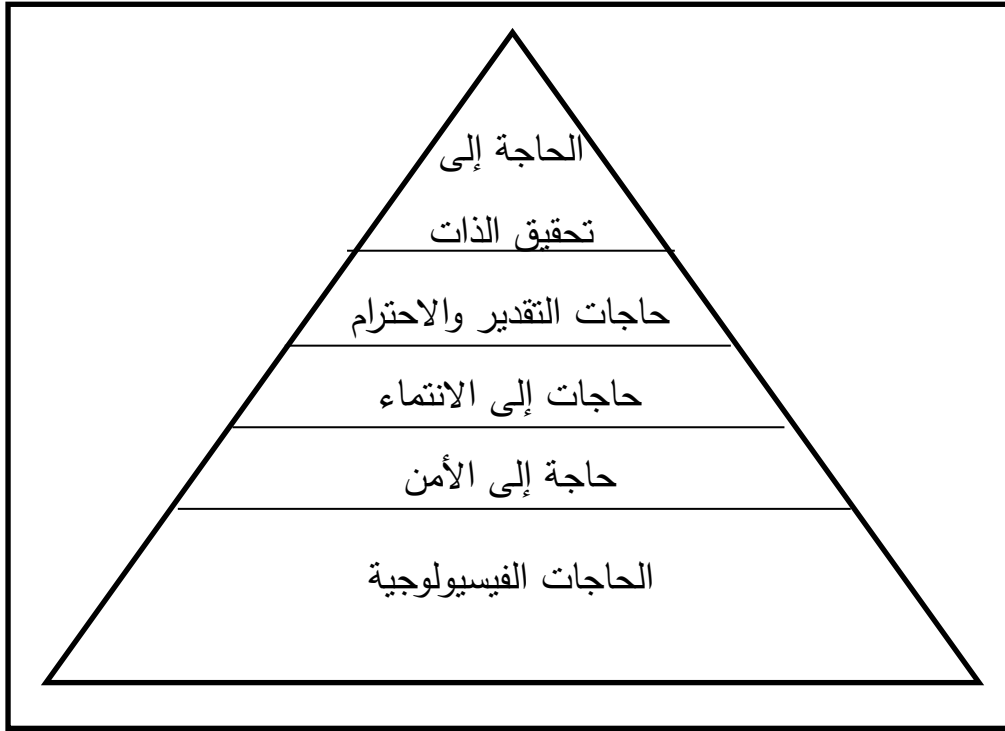 الحاجة إلى
تحقيق الذات
حاجات التقدير والاحترام
حاجات إلى الانتماء
حاجة إلى الأمن
الحاجات الفيسيولوجية